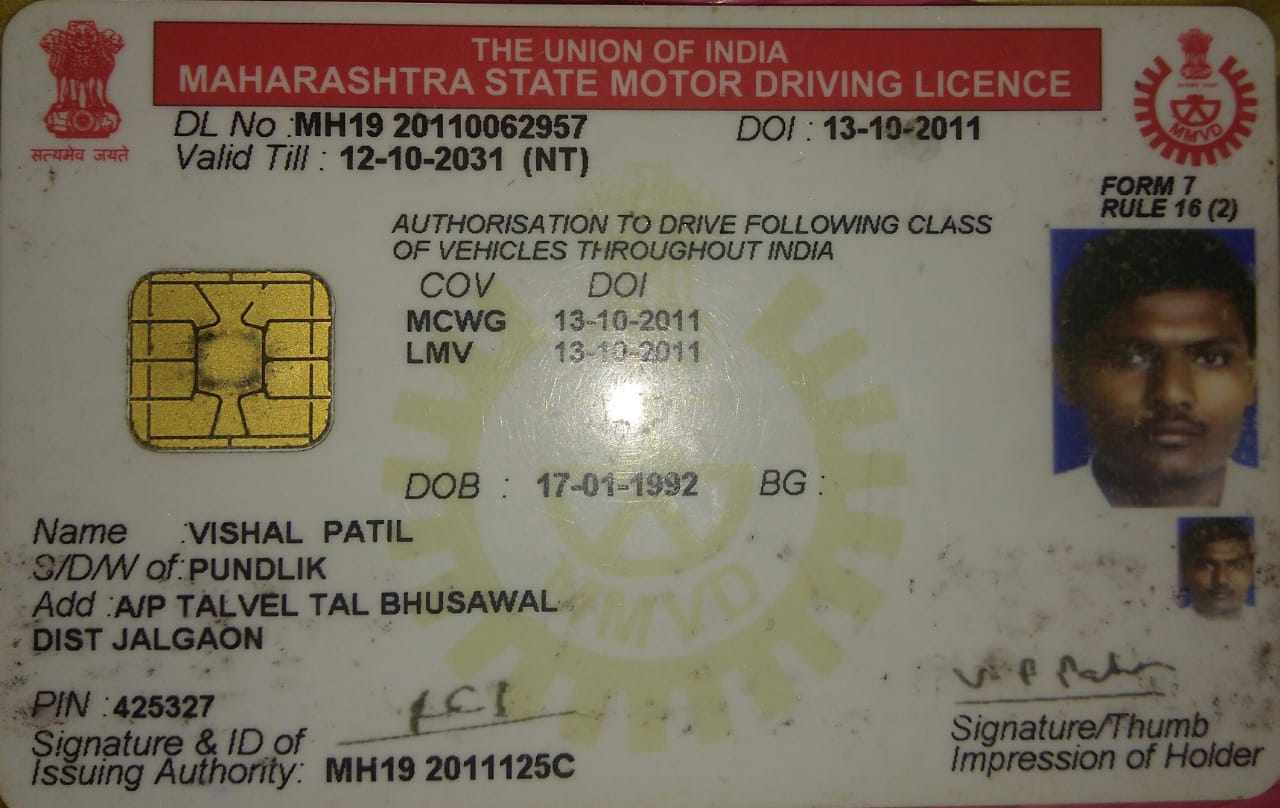 THE UNION OF INDIA
MAHARASHTRA STATE MOTOR DRIVING LICENCE
सत्यमेव जयते
DL No : MH19 20110062957 DOI : 13-10-2011
Valid Till : 12-10-2031 (NT)
MMVD
FORM 7
RULE 16 (2)
AUTHORISATION TO DRIVE FOLLOWING CLASS
OF VEHICLES THROUGHOUT INDIA
COV DOI
MCWG 13-10-2011
LMV 13-10-2011
DOB : 17-01-1992 BG :
MMVD
Name : VISHAL PATIL
S/D/W of : PUNDLIK
Add : A/P TALVEL TAL BHUSAWAL
DIST JALGAON
PIN : 425327
Signature & ID of
Issuing Authority: MH19 2011125C
Signature/Thumb
Impression of Holder